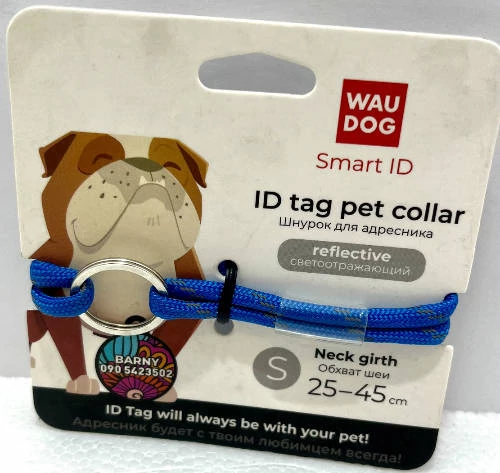 WAU
DOG
Smart ID
ID tag pet collar
Шнурок для адресника
reflective
светоотражающий
S
Neck girth
Обхват шеи
25–45 cm
BARNY
090 5423502
ID Tag will always be with your pet!
Адресник будет с твоим любимцем всегда!